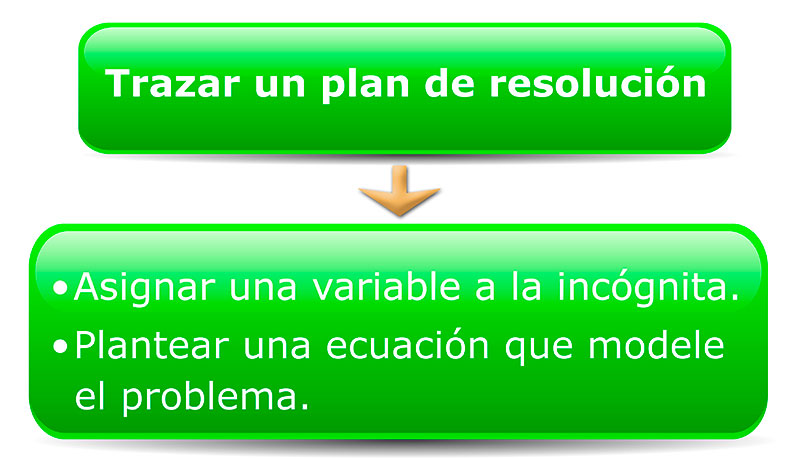 Trazar un plan de resolución
•Asignar una variable a la incógnita.
•Plantear una ecuación que modele
el problema.